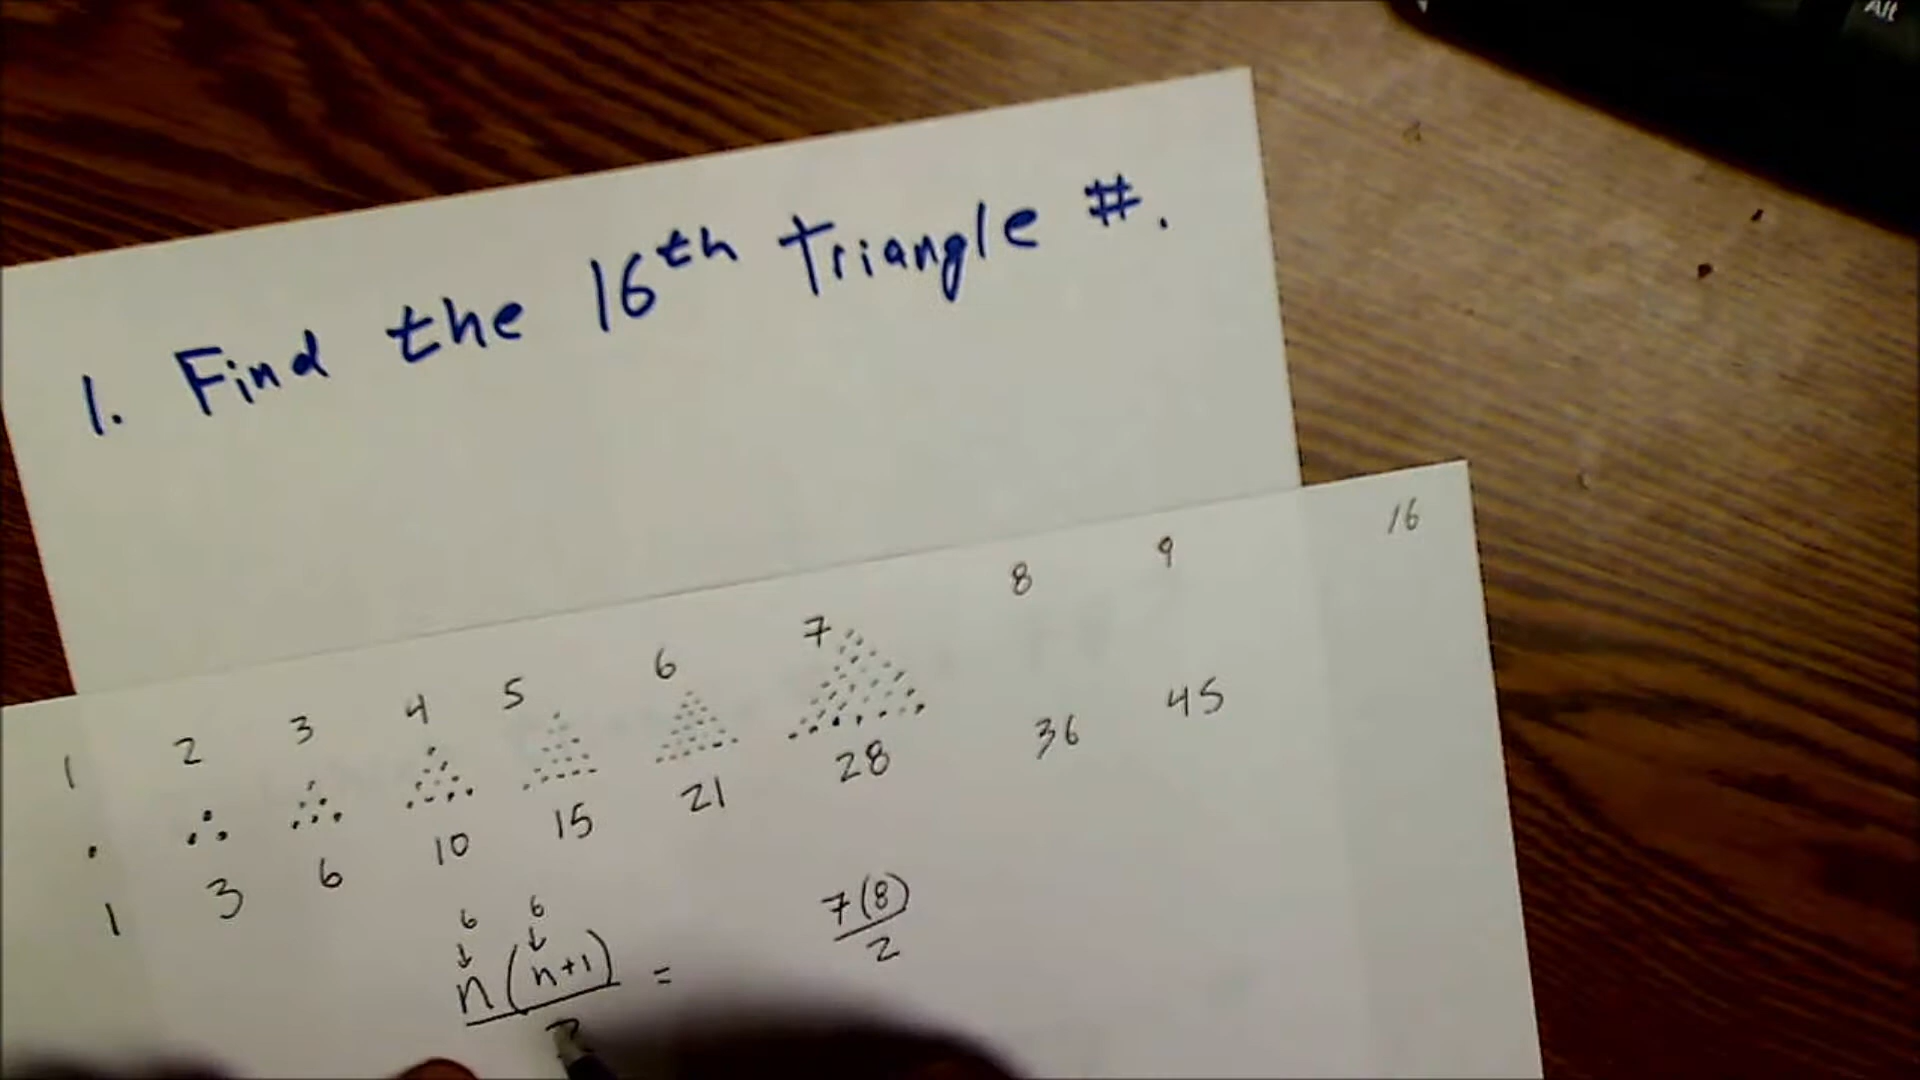 1. Find the 16th Triangle #.
1 2 3 4 5 6 7 8 9 16
1 3 6 10 15 21 28 36 45
6 6
↓ ↓
n(n+1) = 7(8)
2 2